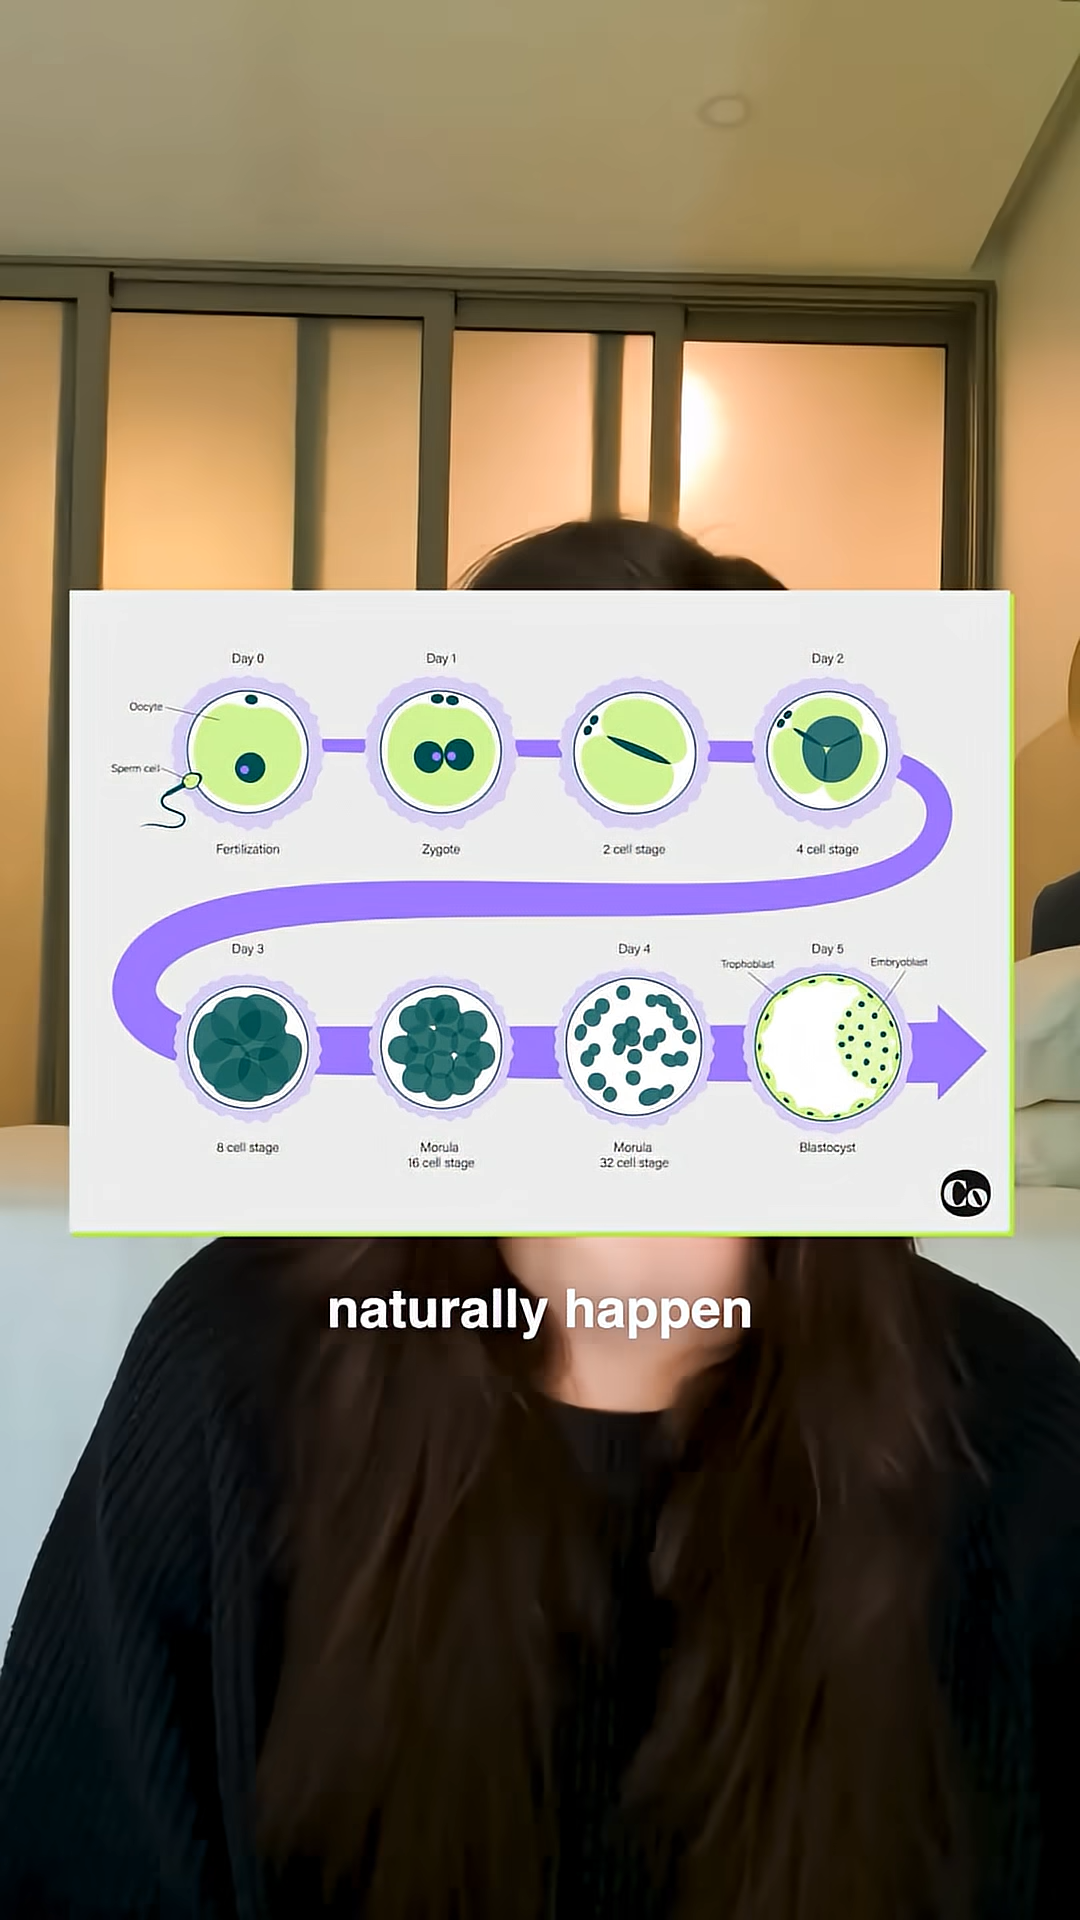 Day 0
Day 1
Day 2
Oocyte
Sperm cell
Fertilization
Zygote
2 cell stage
4 cell stage
Day 3
Day 4
Day 5
Trophoblast
Embryoblast
8 cell stage
Morula
16 cell stage
Morula
32 cell stage
Blastocyst
Co
naturally happen